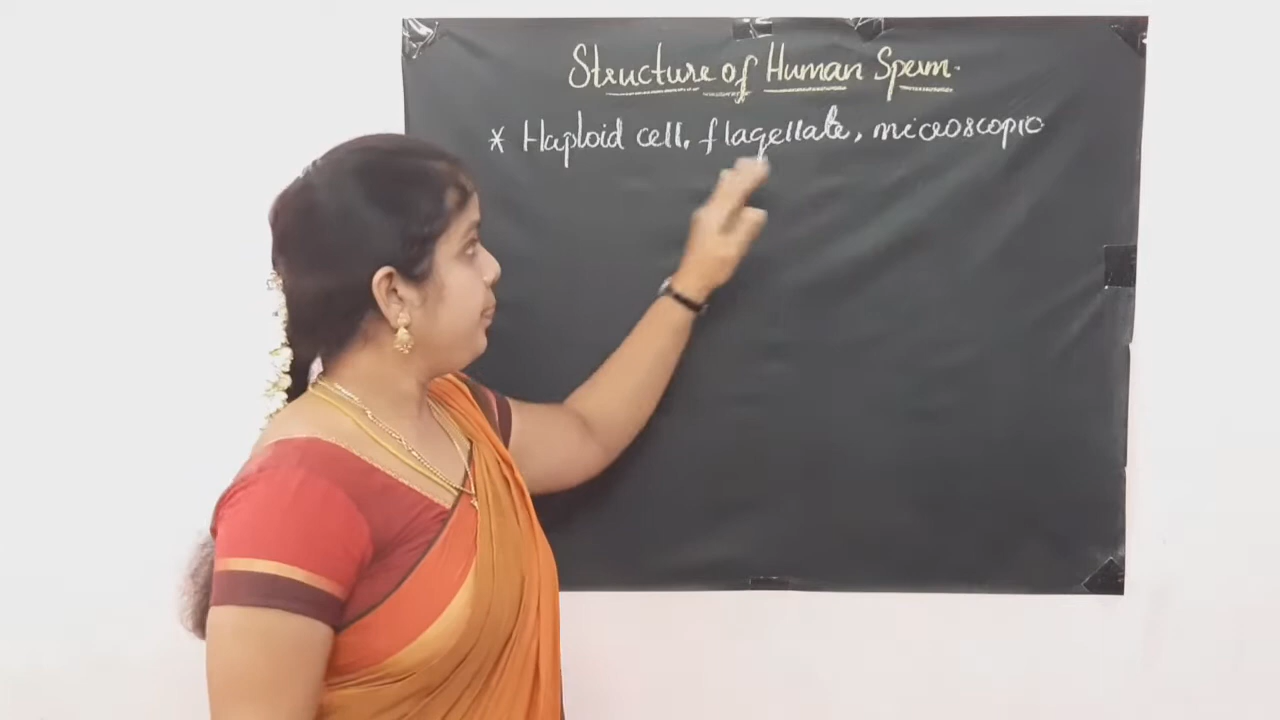 Structure of Human Sperm.
* Haploid cell, flagellate, microscopic